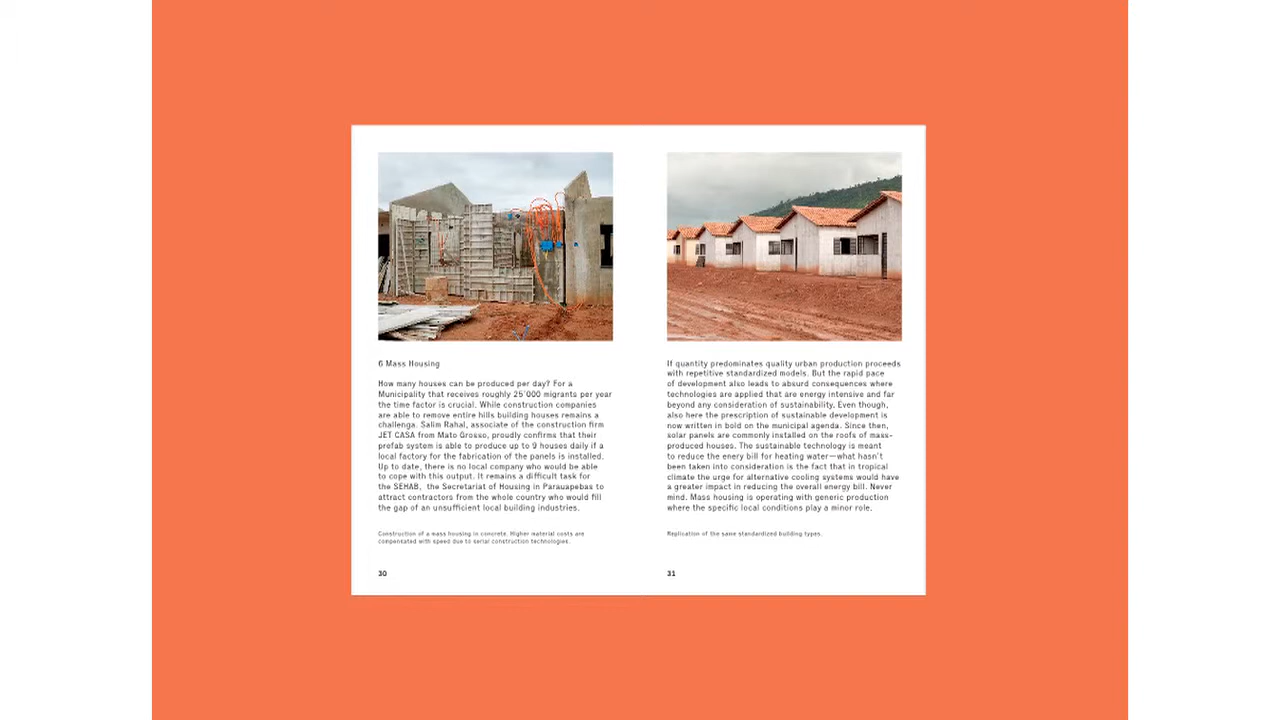 6 Mass Housing
How many houses can be produced per day? For a
Municipality that receives roughly 25'000 migrants per year
the time factor is crucial. While construction companies
are able to remove entire hills building houses remains a
challenga. Salim Rahal, associate of the construction firm
JET CASA from Mato Grosso, proudly confirms that their
prefab system is able to produce up to 9 houses daily if a
local factory for the fabrication of the panels is installed.
Up to date, there is no local company who would be able
to cope with this output. It remains a difficult task for
the SEHAB, the Secretariat of Housing in Parauapebas to
attract contractors from the whole country who would fill
the gap of an unsufficient local building industries.
Construction of a mass housing in concrete. Higher material costs are
compensated with speed due to serial construction technologies.
30
If quantity predominates quality urban production proceeds
with repetitive standardized models. But the rapid pace
of development also leads to absurd consequences where
technologies are applied that are energy intensive and far
beyond any consideration of sustainability. Even though,
also here the prescription of sustainable development is
now written in bold on the municipal agenda. Since then,
solar panels are commonly installed on the roofs of mass-
produced houses. The sustainable technology is meant
to reduce the enery bill for heating water—what hasn't
been taken into consideration is the fact that in tropical
climate the urge for alternative cooling systems would have
a greater impact in reducing the overall energy bill. Never
mind. Mass housing is operating with generic production
where the specific local conditions play a minor role.
Replication of the same standardized building types.
31